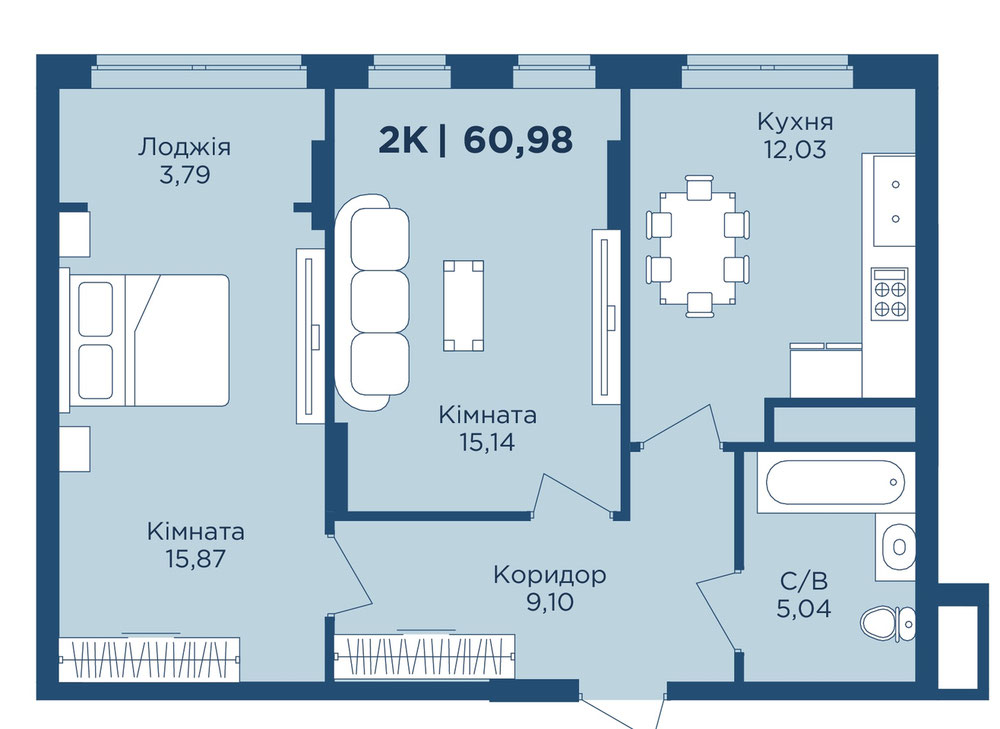 2К | 60,98
Лоджія
3,79
Кухня
12,03
Кімната
15,14
Кімната
15,87
Коридор
9,10
С/В
5,04